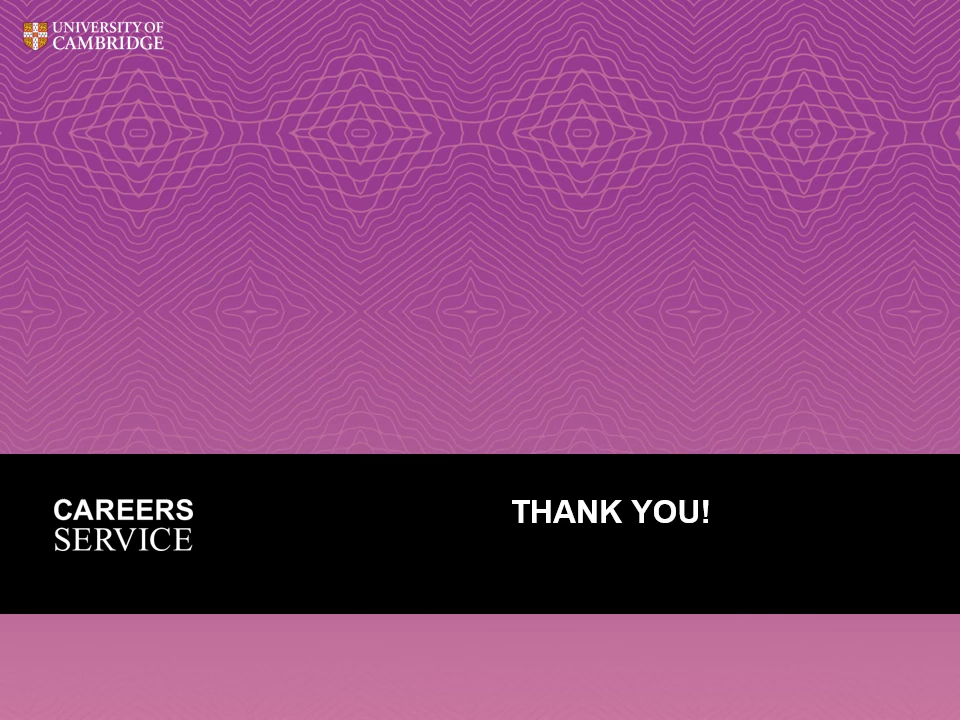 UNIVERSITY OF
CAMBRIDGE
CAREERS
SERVICE
THANK YOU!